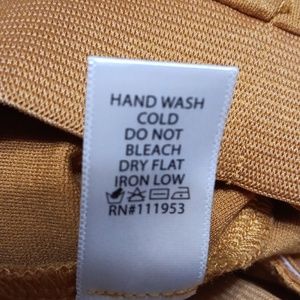 HAND WASH
COLD
DO NOT
BLEACH
DRY FLAT
IRON LOW
RN#111953